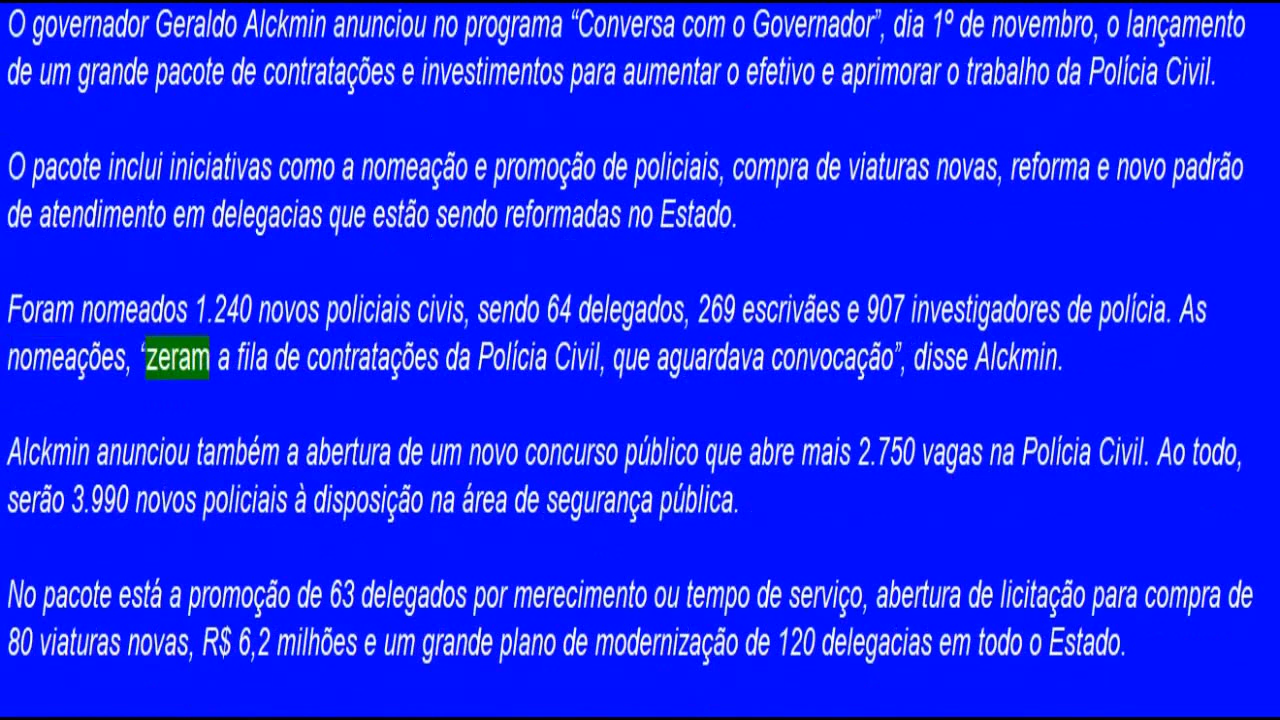 O governador Geraldo Alckmin anunciou no programa “Conversa com o Governador”, dia 1º de novembro, o lançamento
de um grande pacote de contratações e investimentos para aumentar o efetivo e aprimorar o trabalho da Polícia Civil.
O pacote inclui iniciativas como a nomeação e promoção de policiais, compra de viaturas novas, reforma e novo padrão
de atendimento em delegacias que estão sendo reformadas no Estado.
Foram nomeados 1.240 novos policiais civis, sendo 64 delegados, 269 escrivães e 907 investigadores de polícia. As
nomeações, “zeram a fila de contratações da Polícia Civil, que aguardava convocação”, disse Alckmin.
Alckmin anunciou também a abertura de um novo concurso público que abre mais 2.750 vagas na Polícia Civil. Ao todo,
serão 3.990 novos policiais à disposição na área de segurança pública.
No pacote está a promoção de 63 delegados por merecimento ou tempo de serviço, abertura de licitação para compra de
80 viaturas novas, R$ 6,2 milhões e um grande plano de modernização de 120 delegacias em todo o Estado.